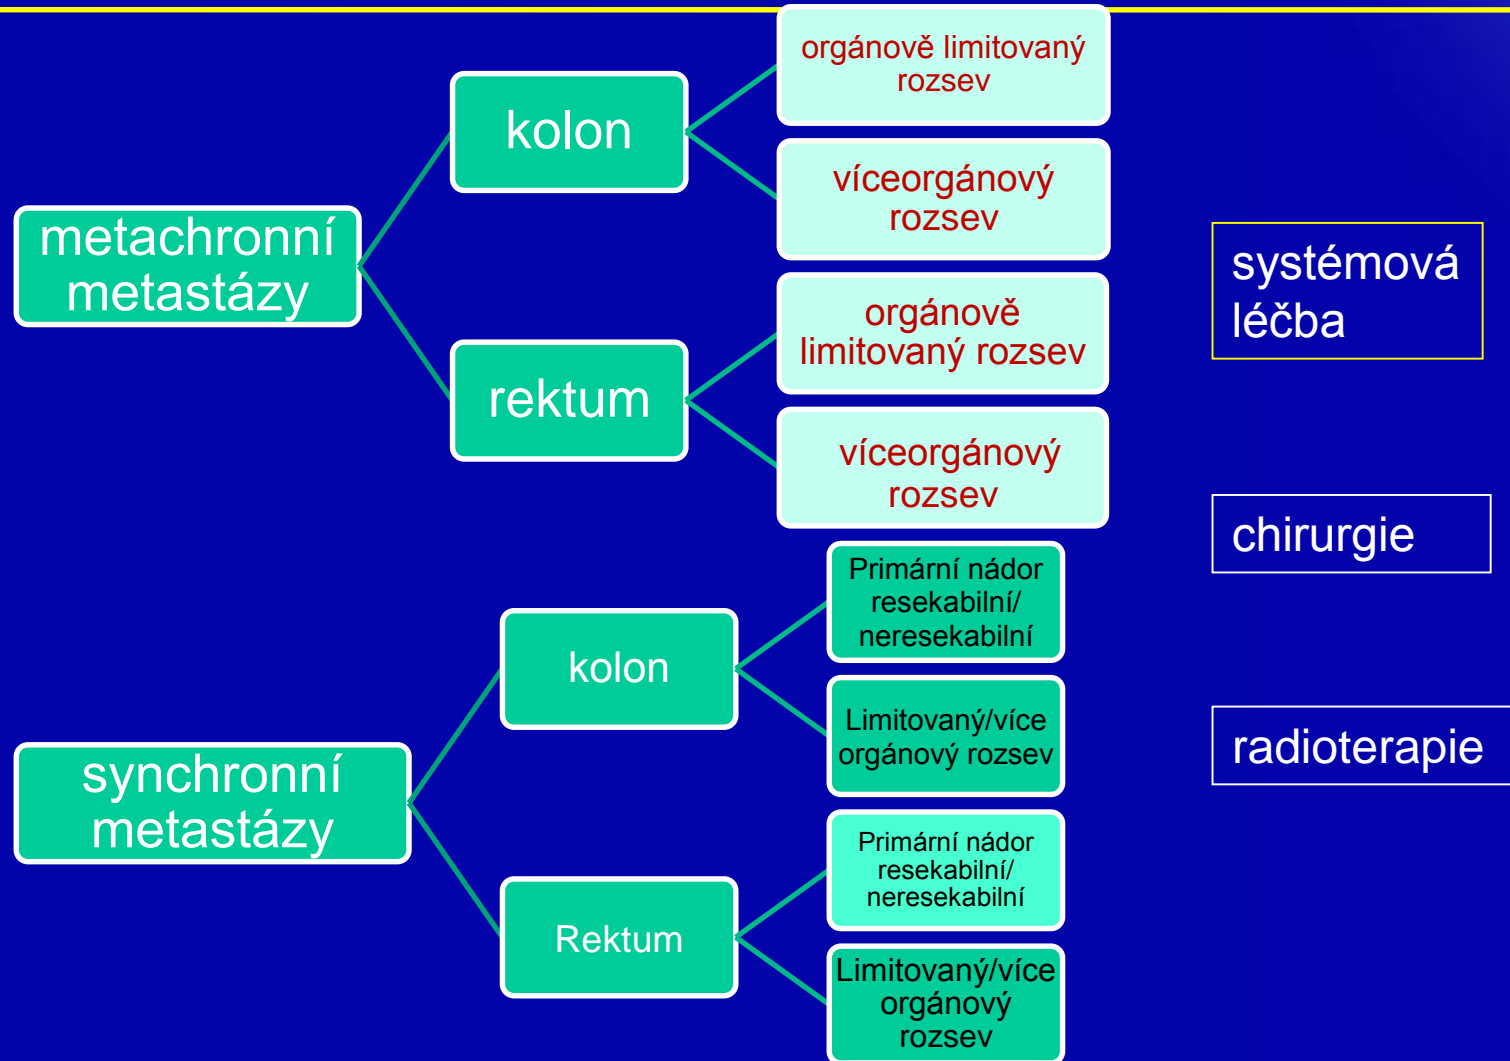 metachronní
metastázy
kolon
orgánově limitovaný
rozsev
víceorgánový
rozsev
rektum
orgánově
limitovaný rozsev
víceorgánový
rozsev
synchronní
metastázy
kolon
Primární nádor
resekabilní/
neresekabilní
Limitovaný/více
orgánový rozsev
Rektum
Primární nádor
resekabilní/
neresekabilní
Limitovaný/více
orgánový
rozsev
systémová
léčba
chirurgie
radioterapie